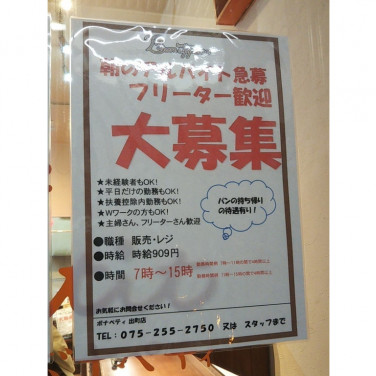 朝のアルバイト急募
フリーター歓迎
大募集
★未経験者もOK!
★平日だけの勤務もOK!
★扶養控除内勤務もOK!
★Wワークの方もOK!
★主婦さん、フリーターさん歓迎
パンの持ち帰り
の待遇有り!
●職種 販売・レジ
●時給 時給909円
●時間 7時~15時
お気軽にお問合せください!
ボナペティ 出町店
TEL:075-255-2750 又は スタッフまで